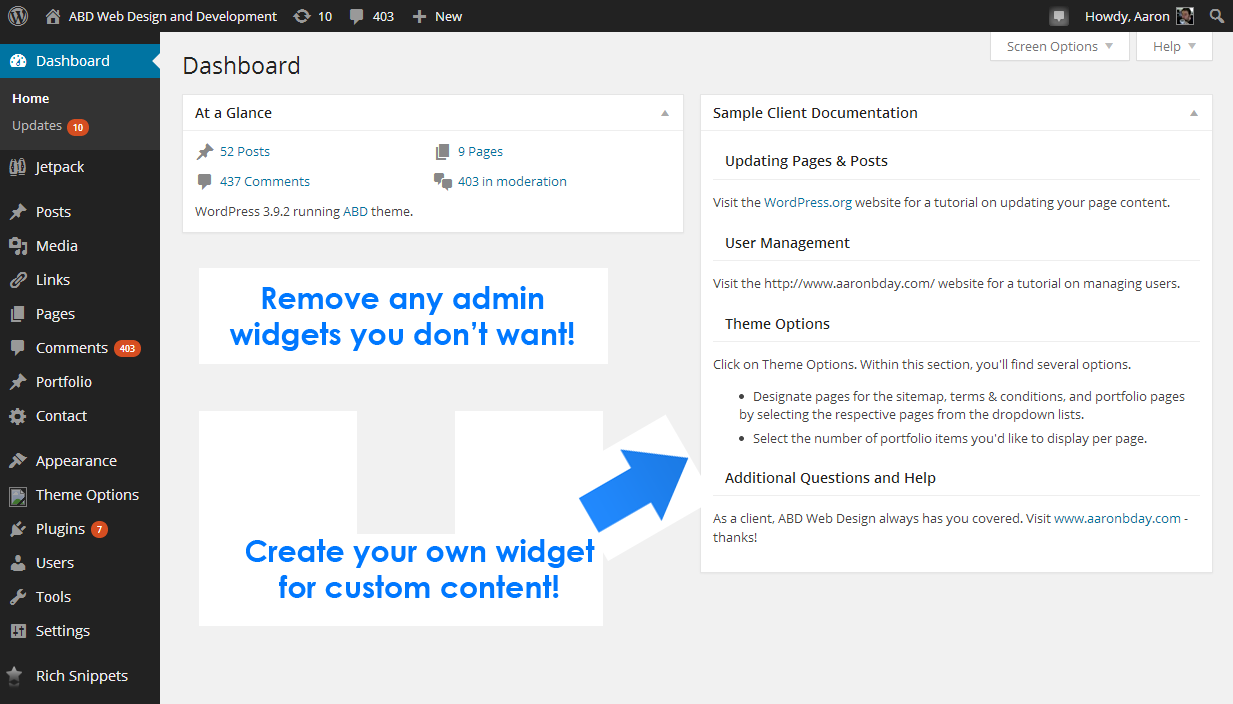 ABD Web Design and Development 10 403 New Howdy, Aaron
Dashboard
Home
Updates 10
Jetpack
Posts
Media
Links
Pages
Comments 403
Portfolio
Contact
Appearance
Theme Options
Plugins 7
Users
Tools
Settings
Rich Snippets
Screen Options Help
Dashboard
At a Glance
52 Posts 9 Pages
437 Comments 403 in moderation
WordPress 3.9.2 running ABD theme.
Remove any admin
widgets you don’t want!
Create your own widget
for custom content!
Sample Client Documentation
Updating Pages & Posts
Visit the WordPress.org website for a tutorial on updating your page content.
User Management
Visit the http://www.aaronbday.com/ website for a tutorial on managing users.
Theme Options
Click on Theme Options. Within this section, you'll find several options.
• Designate pages for the sitemap, terms & conditions, and portfolio pages
by selecting the respective pages from the dropdown lists.
• Select the number of portfolio items you'd like to display per page.
Additional Questions and Help
As a client, ABD Web Design always has you covered. Visit www.aaronbday.com -
thanks!